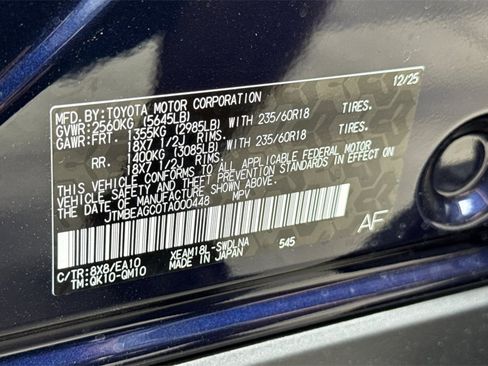 MFD.BY:TOYOTA MOTOR CORPORATION 12/25
GVWR:2560KG (5645LB)
GAWR:FRT. 1355KG (2985LB) WITH 235/60R18 TIRES.
18X7 1/2J RIMS.
RR. 1400KG (3085LB) WITH 235/60R18 TIRES.
18X7 1/2J RIMS.
THIS VEHICLE CONFORMS TO ALL APPLICABLE FEDERAL MOTOR
VEHICLE SAFETY AND THEFT PREVENTION STANDARDS IN EFFECT
ON THE DATE OF MANUFACTURE SHOWN ABOVE.
JTMBEAGC0TA000448 MPV
AF
C/TR:8X8/EA10 XEAM18L-SWDLNA 545
TM:QK10-QM10 MADE IN JAPAN